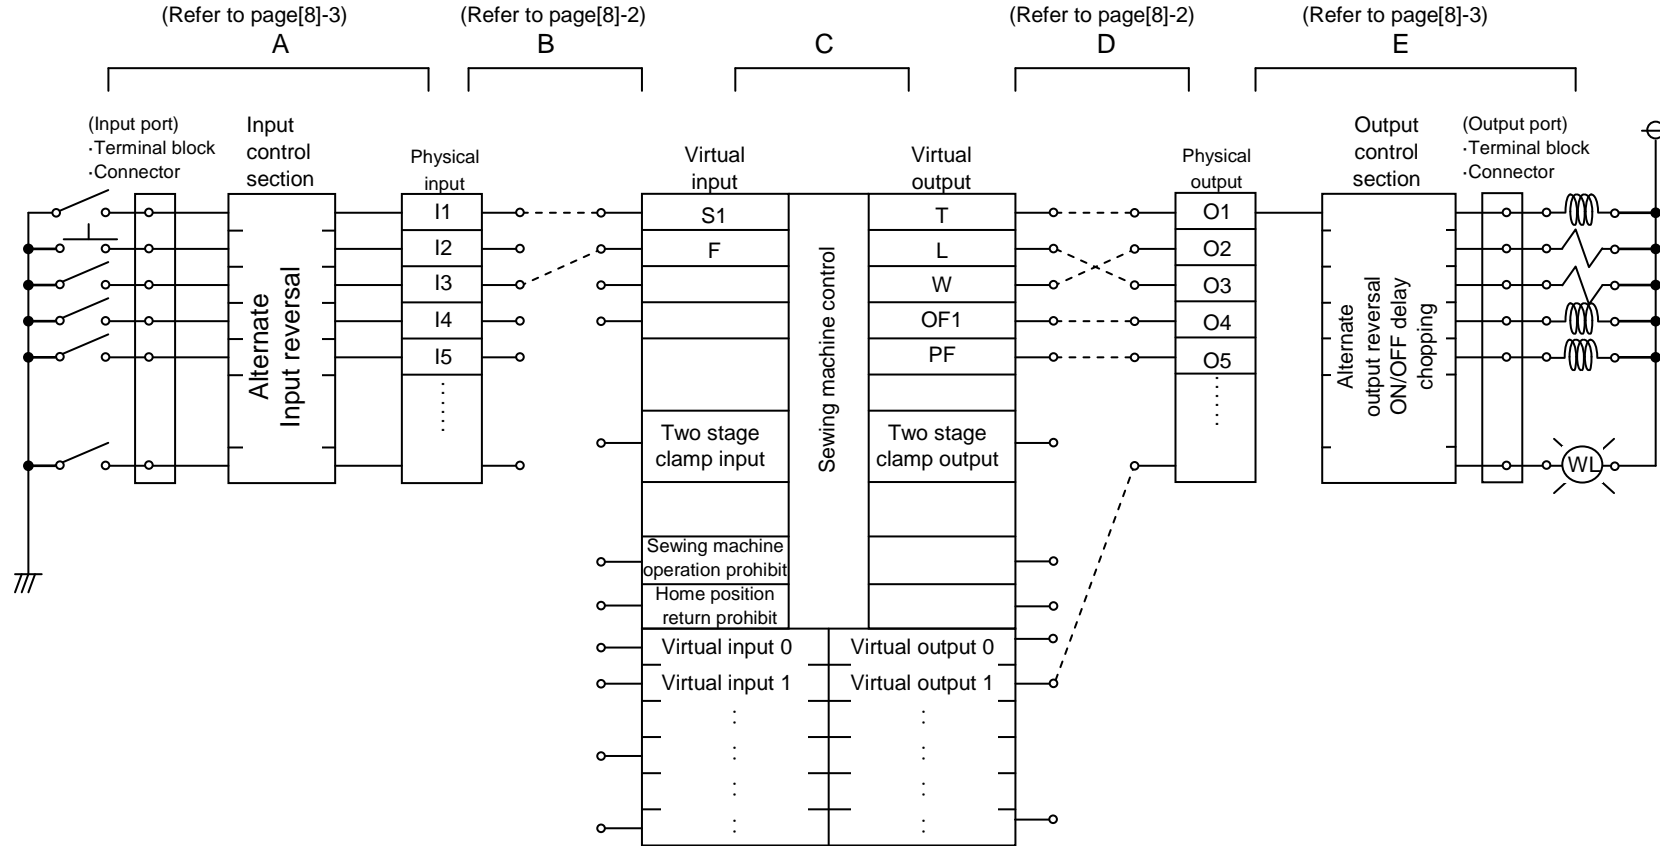 (Refer to page[8]-3)
(Refer to page[8]-2)
(Refer to page[8]-2)
(Refer to page[8]-3)
A
B
C
D
E
(Input port)
·Terminal block
·Connector
Input
control
section
Physical
input
Virtual
input
Virtual
output
Physical
output
Output
control
section
(Output port)
·Terminal block
·Connector
Alternate
Input reversal
I1
I2
I3
I4
I5
S1
F
Two stage
clamp input
Sewing machine
operation prohibit
Home position
return prohibit
Virtual input 0
Virtual input 1
Sewing machine control
T
L
W
OF1
PF
Two stage
clamp output
Virtual output 0
Virtual output 1
O1
O2
O3
O4
O5
Alternate
output reversal
ON/OFF delay
chopping
WL